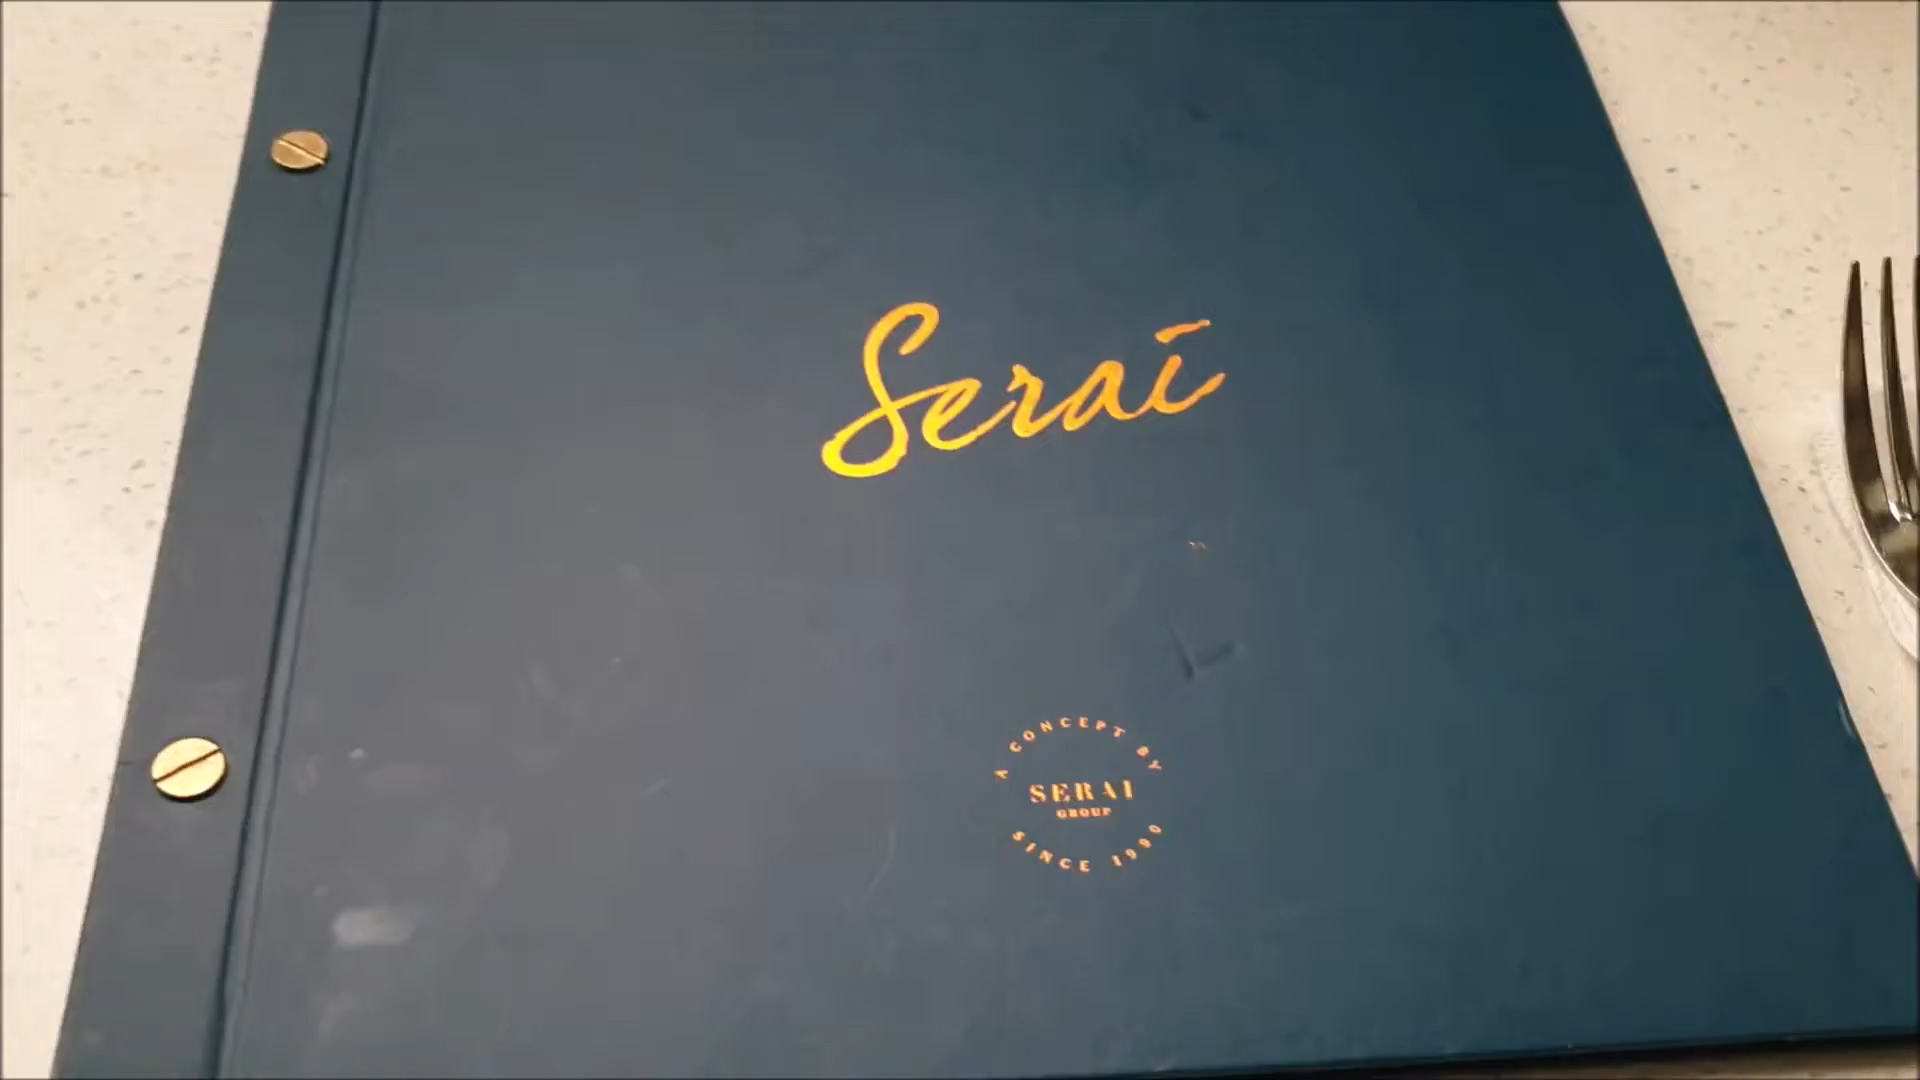 Serai
A CONCEPT BY
SERAI
GROUP
SINCE 1990